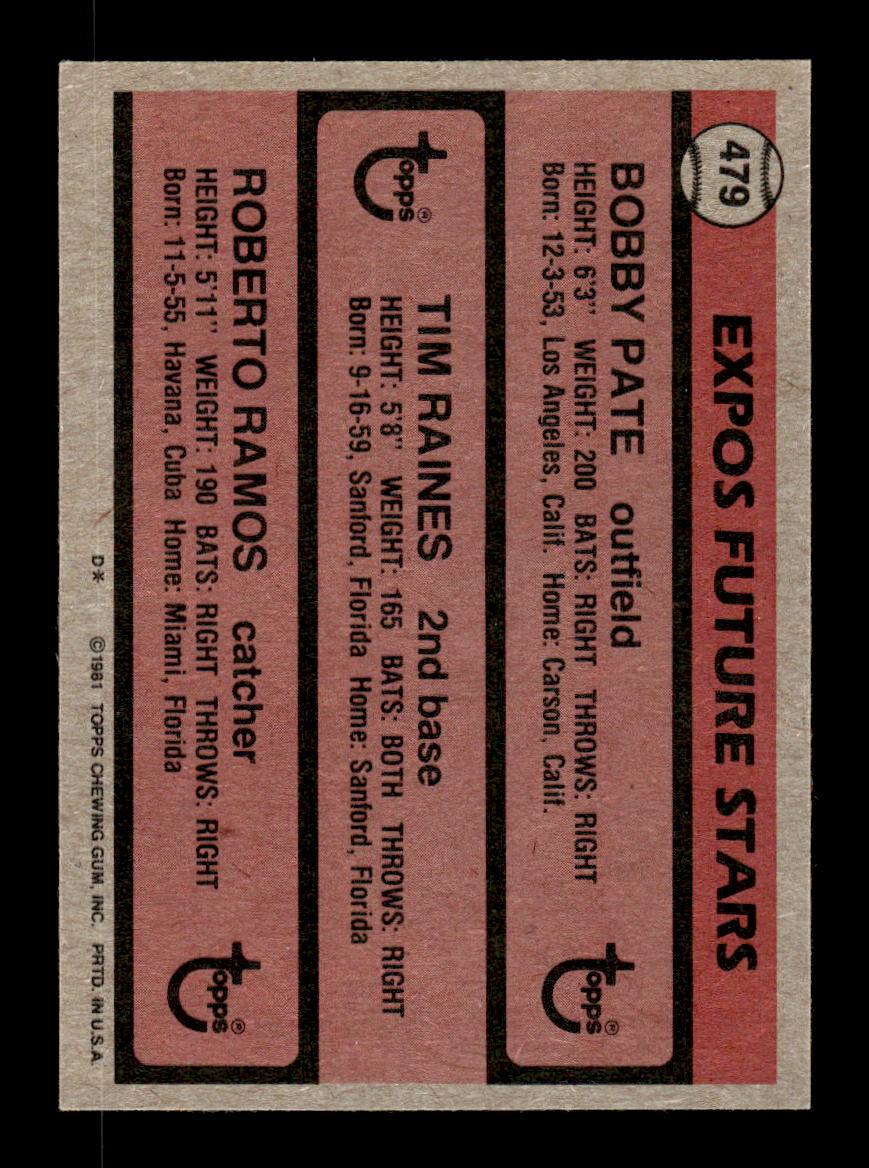 479
EXPOS FUTURE STARS
BOBBY PATE outfield
HEIGHT: 6'3" WEIGHT: 200 BATS: RIGHT THROWS: RIGHT
Born: 12-3-53, Los Angeles, Calif. Home: Carson, Calif.
Topps®
Topps®
TIM RAINES 2nd base
HEIGHT: 5'8" WEIGHT: 165 BATS: BOTH THROWS: RIGHT
Born: 9-16-59, Sanford, Florida Home: Sanford, Florida
ROBERTO RAMOS catcher
HEIGHT: 5'11" WEIGHT: 190 BATS: RIGHT THROWS: RIGHT
Born: 11-5-55, Havana, Cuba Home: Miami, Florida
Topps®
D* ©1981 TOPPS CHEWING GUM, INC. PRTD. IN U.S.A.